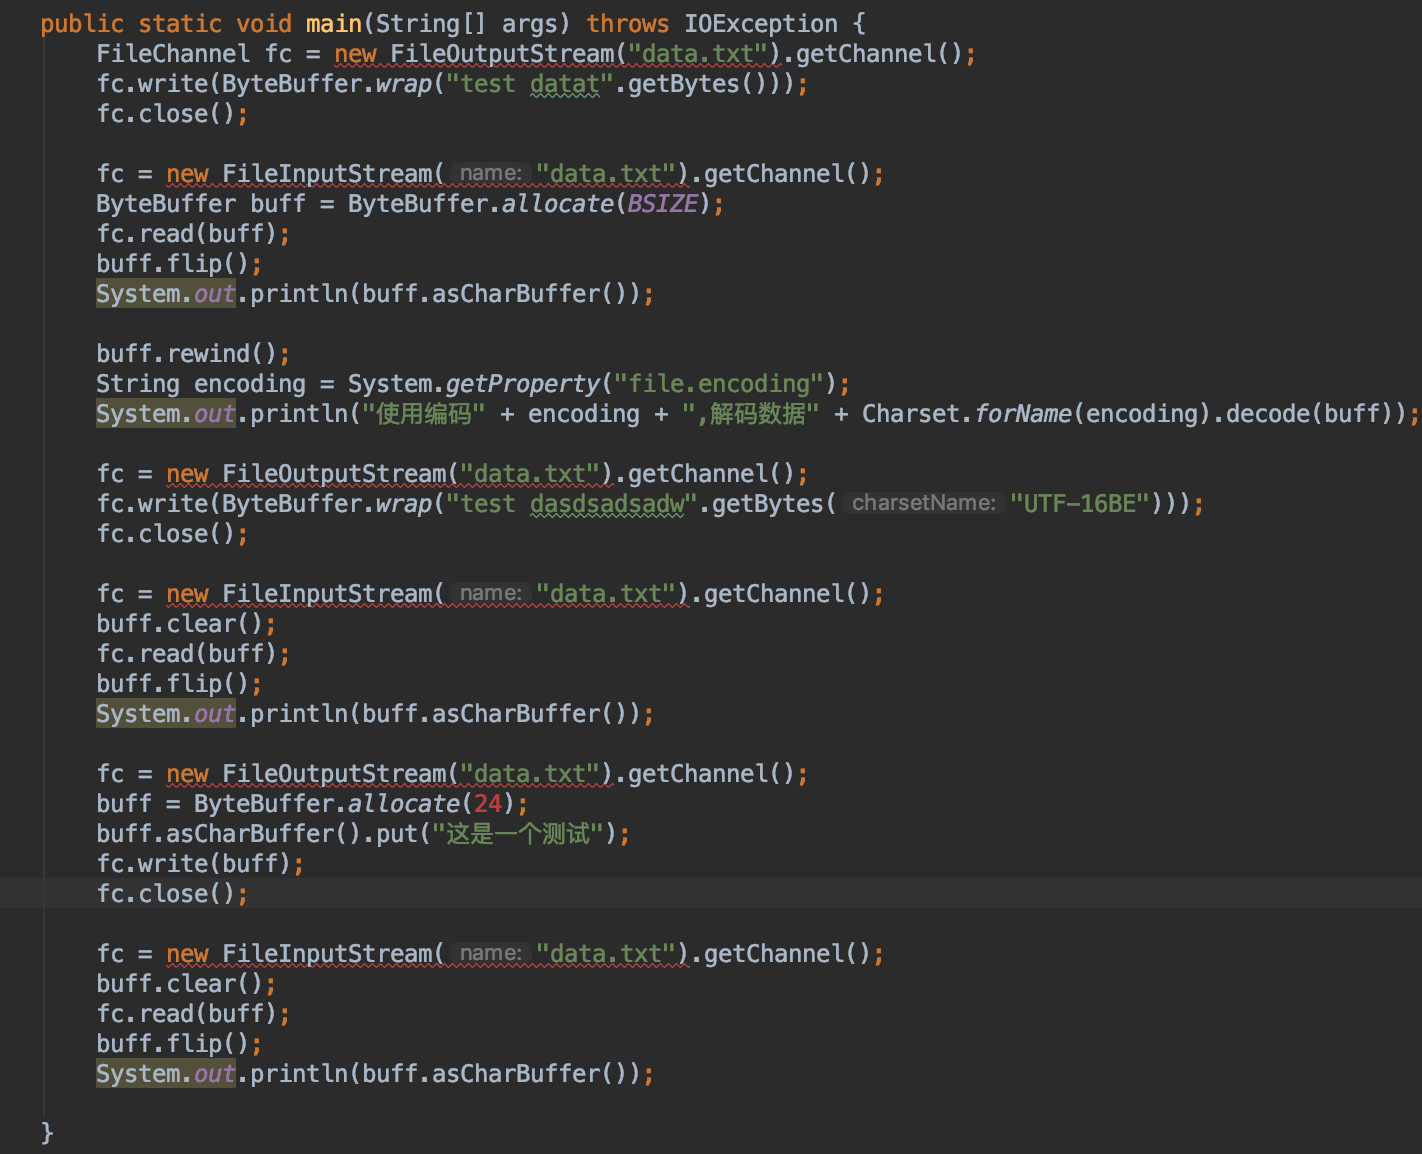 public static void main(String[] args) throws IOException {
FileChannel fc = new FileOutputStream("data.txt").getChannel();
fc.write(ByteBuffer.wrap("test datat".getBytes()));
fc.close();
fc = new FileInputStream( name: "data.txt").getChannel();
ByteBuffer buff = ByteBuffer.allocate(BSIZE);
fc.read(buff);
buff.flip();
System.out.println(buff.asCharBuffer());
buff.rewind();
String encoding = System.getProperty("file.encoding");
System.out.println("使用编码" + encoding + ",解码数据" + Charset.forName(encoding).decode(buff));
fc = new FileOutputStream("data.txt").getChannel();
fc.write(ByteBuffer.wrap("test dasdsadsadw".getBytes( charsetName: "UTF-16BE")));
fc.close();
fc = new FileInputStream( name: "data.txt").getChannel();
buff.clear();
fc.read(buff);
buff.flip();
System.out.println(buff.asCharBuffer());
fc = new FileOutputStream("data.txt").getChannel();
buff = ByteBuffer.allocate(24);
buff.asCharBuffer().put("这是一个测试");
fc.write(buff);
fc.close();
fc = new FileInputStream( name: "data.txt").getChannel();
buff.clear();
fc.read(buff);
buff.flip();
System.out.println(buff.asCharBuffer());
}